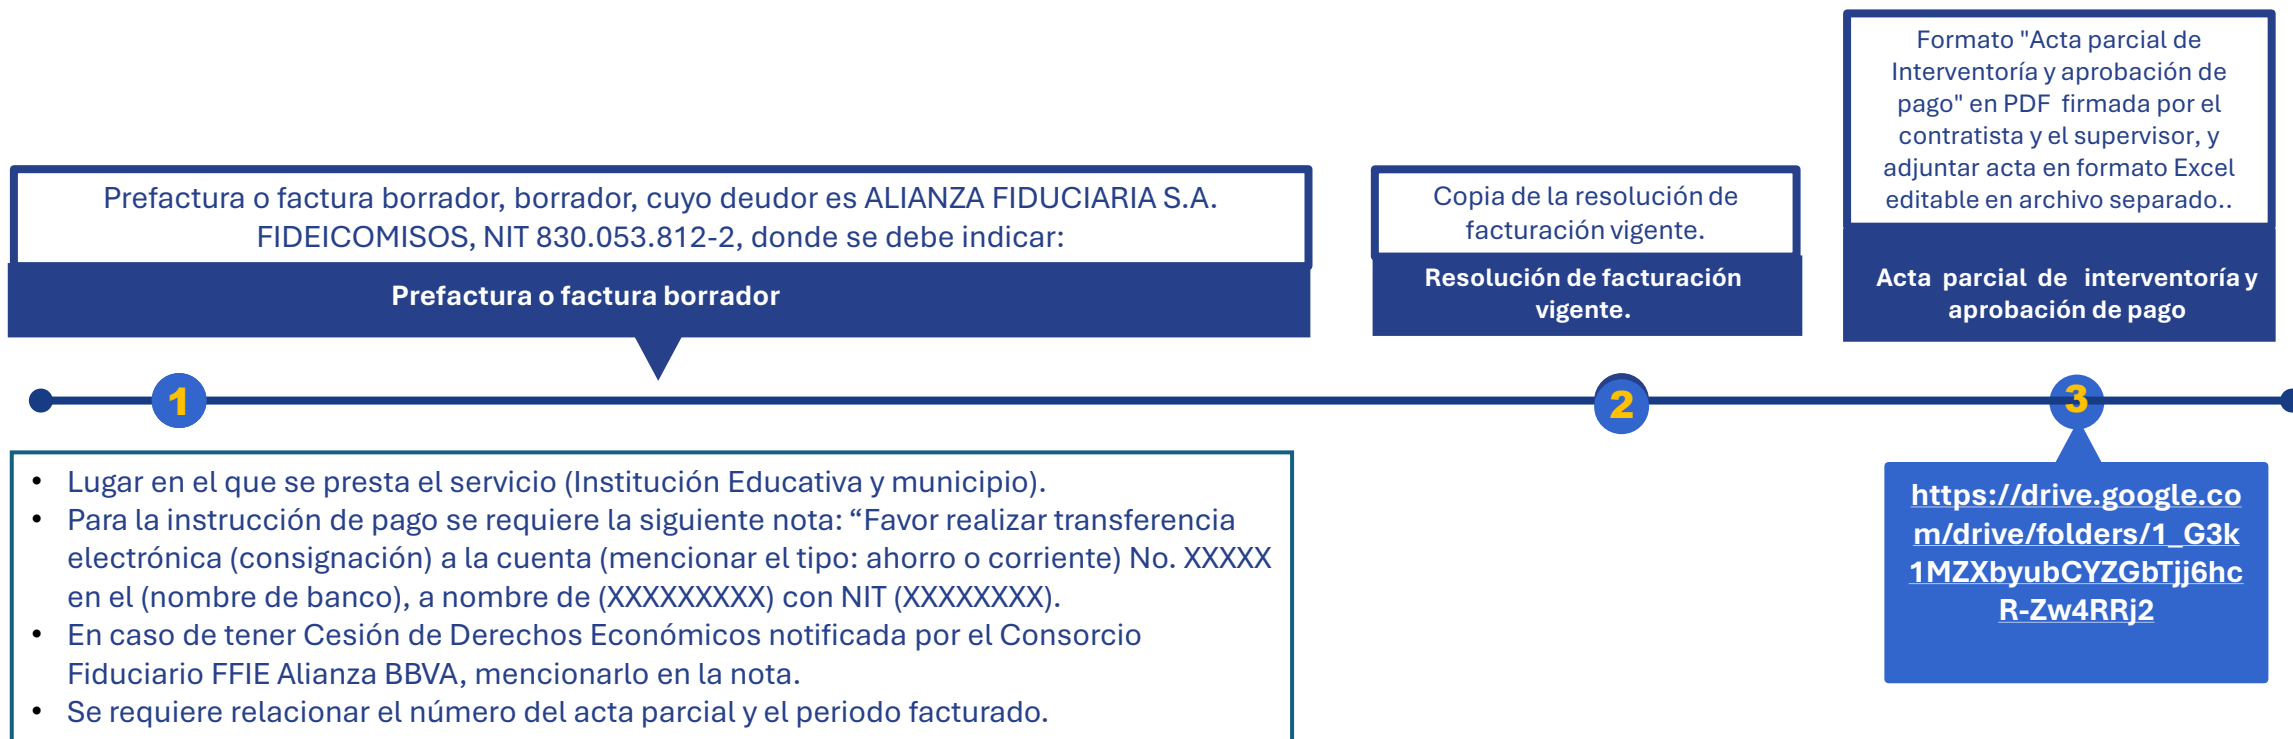 Prefactura o factura borrador, borrador, cuyo deudor es ALIANZA FIDUCIARIA S.A.
FIDEICOMISOS, NIT 830.053.812-2, donde se debe indicar:
Prefactura o factura borrador
Copia de la resolución de
facturación vigente.
Resolución de facturación
vigente.
Formato "Acta parcial de
Interventoría y aprobación de
pago" en PDF firmada por el
contratista y el supervisor, y
adjuntar acta en formato Excel
editable en archivo separado..
Acta parcial de interventoría y
aprobación de pago
1
2
3
• Lugar en el que se presta el servicio (Institución Educativa y municipio).
• Para la instrucción de pago se requiere la siguiente nota: “Favor realizar transferencia
electrónica (consignación) a la cuenta (mencionar el tipo: ahorro o corriente) No. XXXXX
en el (nombre de banco), a nombre de (XXXXXXXXX) con NIT (XXXXXXXX).
• En caso de tener Cesión de Derechos Económicos notificada por el Consorcio
Fiduciario FFIE Alianza BBVA, mencionarlo en la nota.
• Se requiere relacionar el número del acta parcial y el periodo facturado.
https://drive.google.co
m/drive/folders/1_G3k
1MZXbyubCYZGbTjj6hc
R-Zw4RRj2